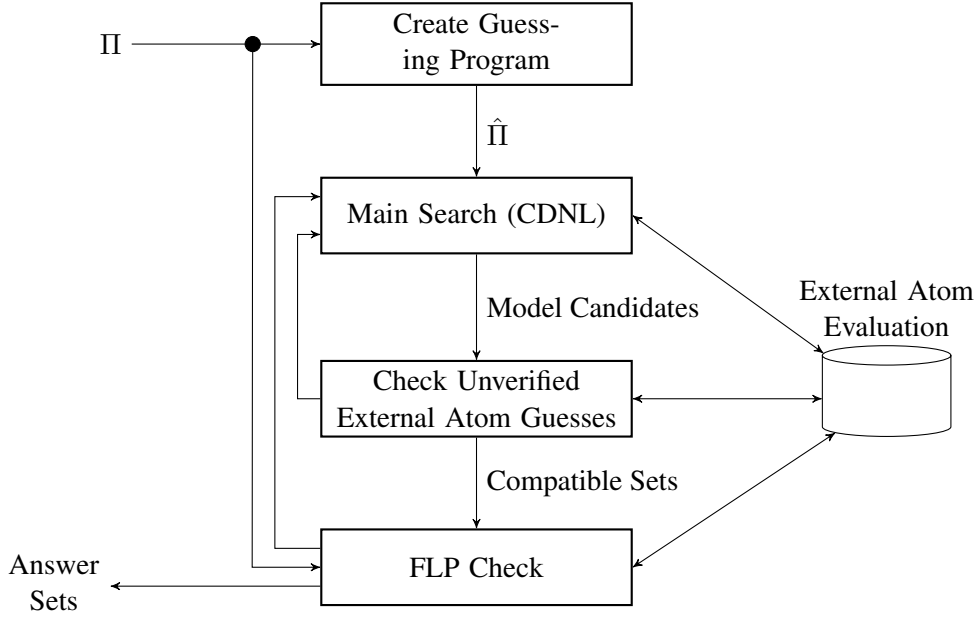 Create Guess-
ing Program
Π
Π̂
Main Search (CDNL)
Model Candidates
External Atom
Evaluation
Check Unverified
External Atom Guesses
Compatible Sets
FLP Check
Answer
Sets